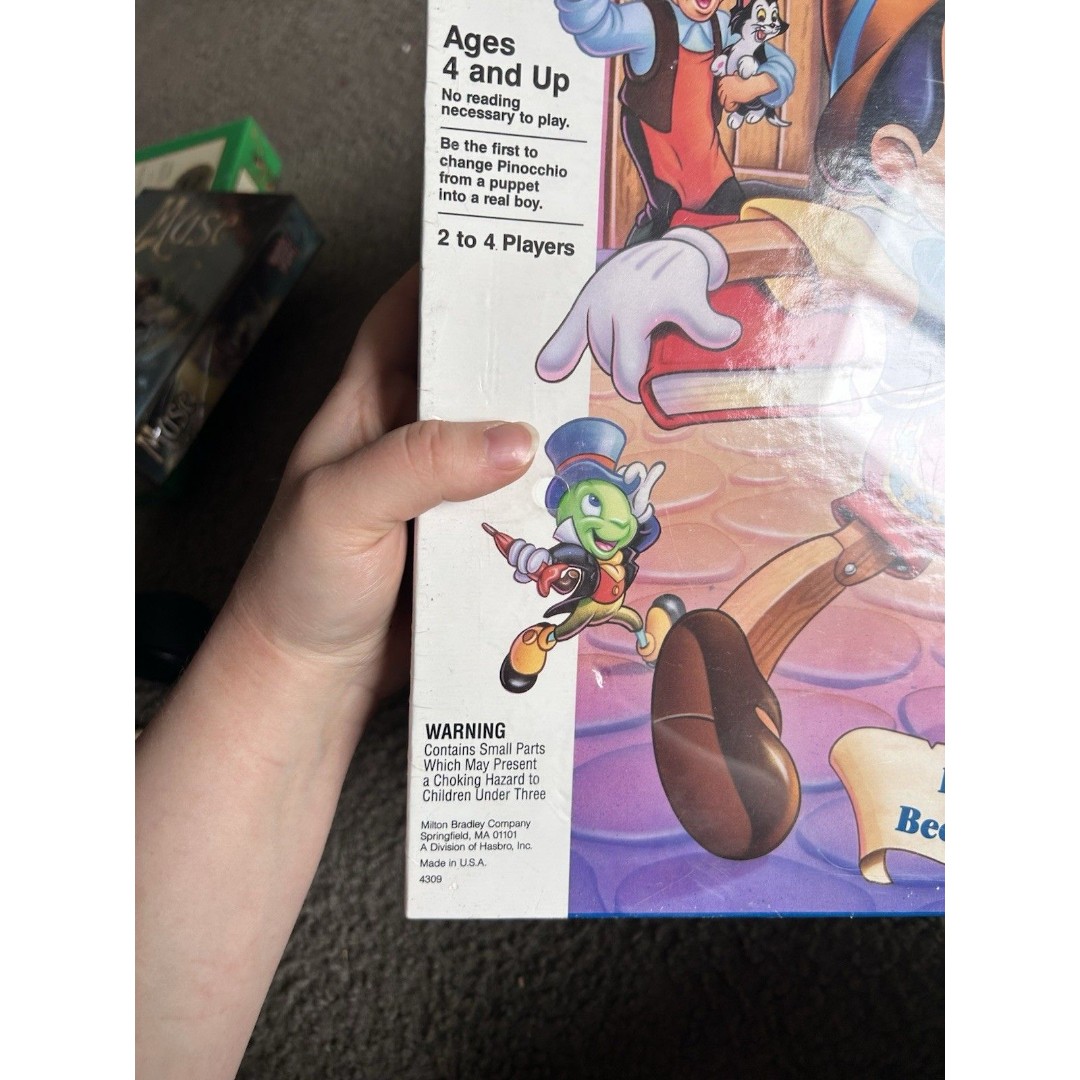 Ages
4 and Up
No reading
necessary to play.
Be the first to
change Pinocchio
from a puppet
into a real boy.
2 to 4 Players
Muse
Muse
WARNING
Contains Small Parts
Which May Present
a Choking Hazard to
Children Under Three
Milton Bradley Company
Springfield, MA 01101
A Division of Hasbro, Inc.
Made in U.S.A.
4309